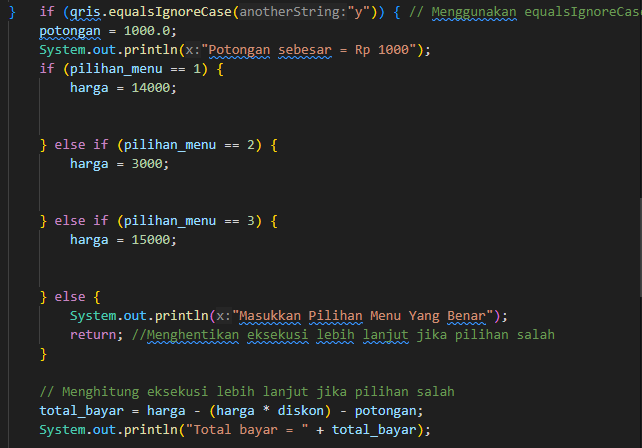 } if (qris.equalsIgnoreCase(anotherString:"y")) { // Menggunakan equalsIgnoreCas
potongan = 1000.0;
System.out.println(x:"Potongan sebesar = Rp 1000");
if (pilihan_menu == 1) {
harga = 14000;
} else if (pilihan_menu == 2) {
harga = 3000;
} else if (pilihan_menu == 3) {
harga = 15000;
} else {
System.out.println(x:"Masukkan Pilihan Menu Yang Benar");
return; //Menghentikan eksekusi lebih lanjut jika pilihan salah
}
// Menghitung eksekusi lebih lanjut jika pilihan salah
total_bayar = harga - (harga * diskon) - potongan;
System.out.println("Total bayar = " + total_bayar);